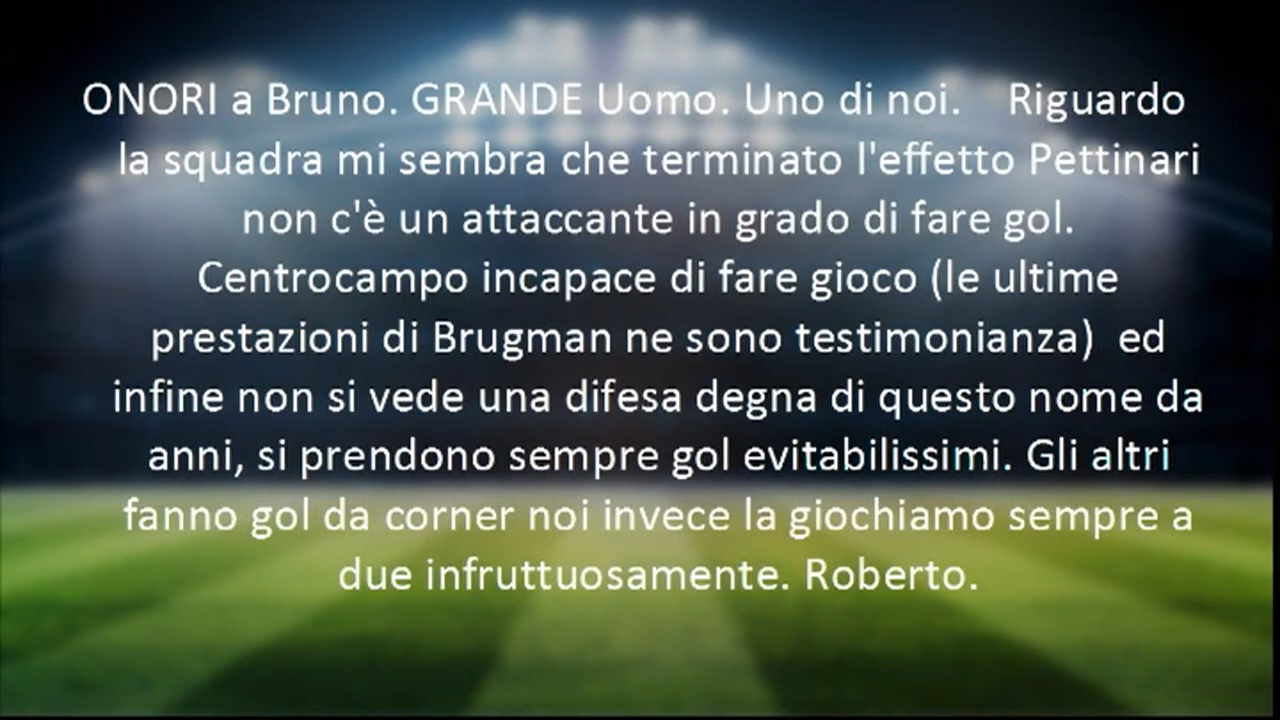 ONORI a Bruno. GRANDE Uomo. Uno di noi.    Riguardo
la squadra mi sembra che terminato l'effetto Pettinari
non c'è un attaccante in grado di fare gol.
Centrocampo incapace di fare gioco (le ultime
prestazioni di Brugman ne sono testimonianza)  ed
infine non si vede una difesa degna di questo nome da
anni, si prendono sempre gol evitabilissimi. Gli altri
fanno gol da corner noi invece la giochiamo sempre a
due infruttuosamente. Roberto.